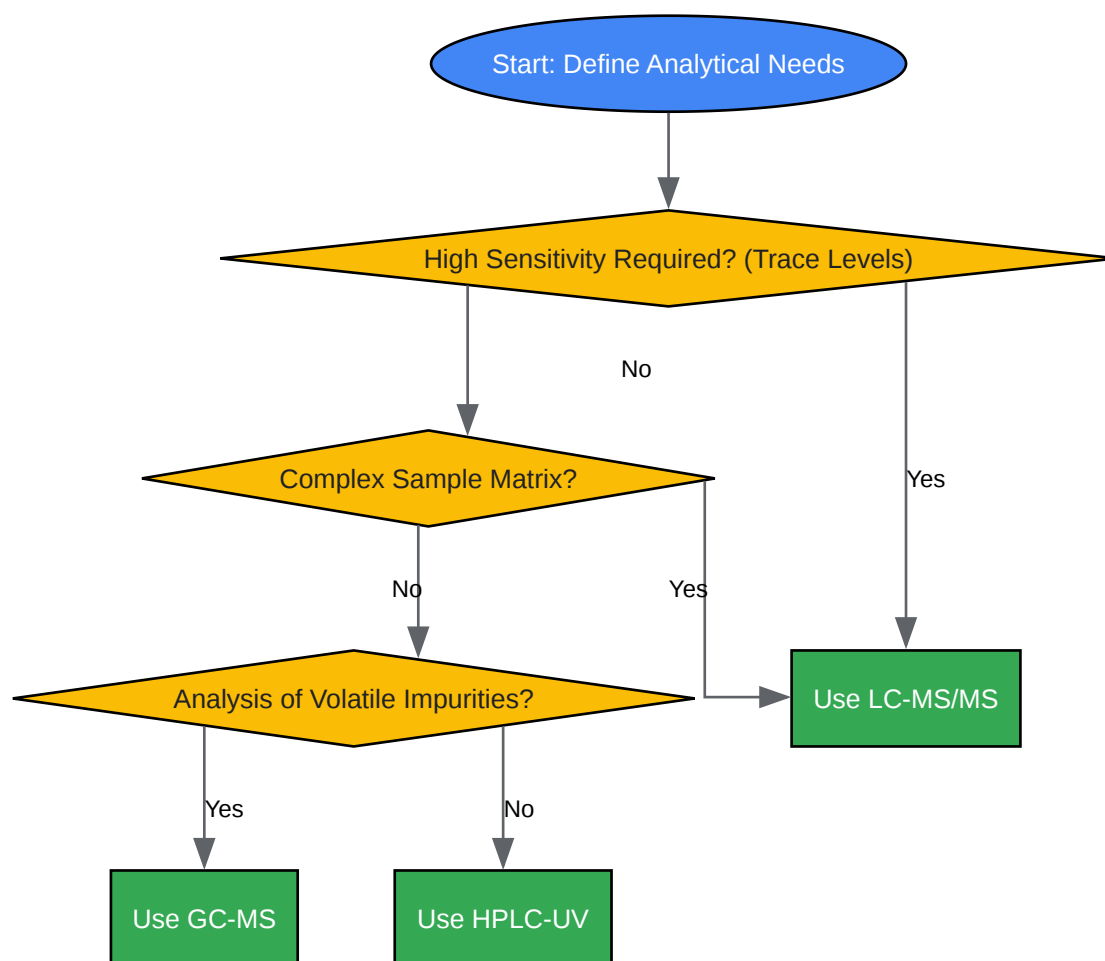 Start: Define Analytical Needs
High Sensitivity Required? (Trace Levels)
No
Complex Sample Matrix?
Yes
No
Yes
Analysis of Volatile Impurities?
Use LC-MS/MS
Yes
No
Use GC-MS
Use HPLC-UV